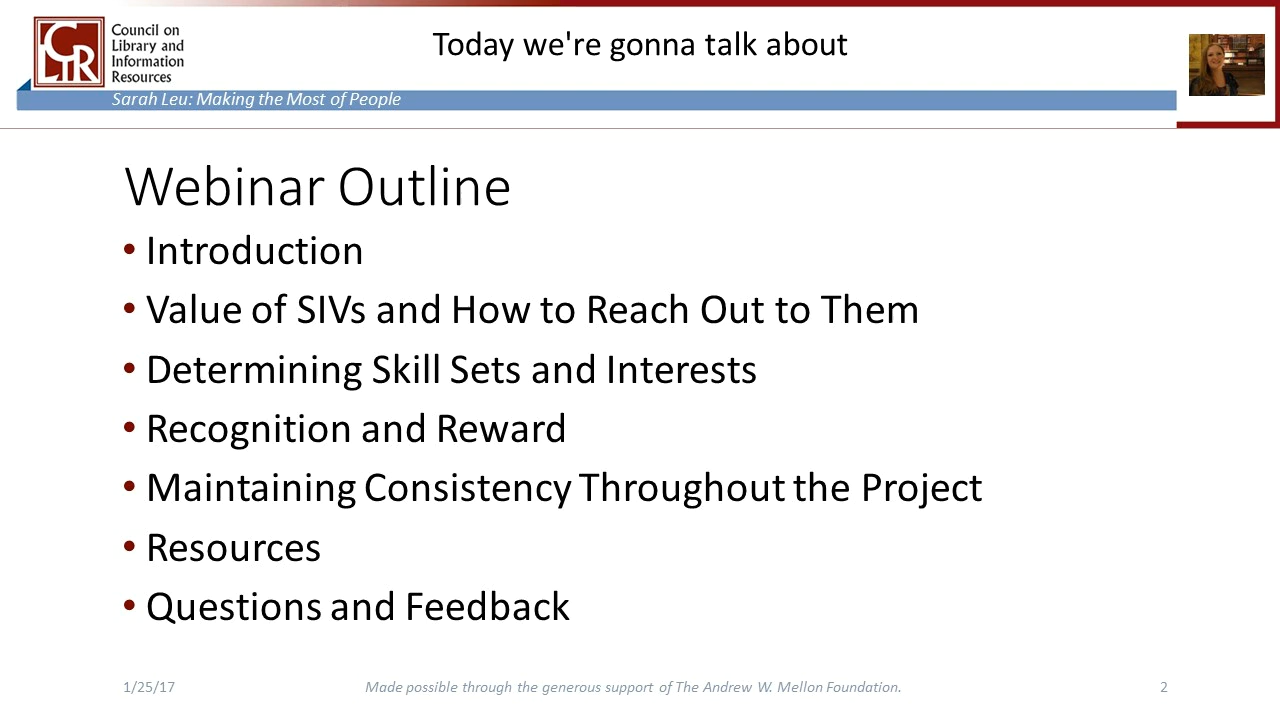 CLIR
Council on
Library and
Information
Resources
Today we're gonna talk about
Sarah Leu: Making the Most of People
Webinar Outline
• Introduction
• Value of SIVs and How to Reach Out to Them
• Determining Skill Sets and Interests
• Recognition and Reward
• Maintaining Consistency Throughout the Project
• Resources
• Questions and Feedback
1/25/17
Made possible through the generous support of The Andrew W. Mellon Foundation.
2